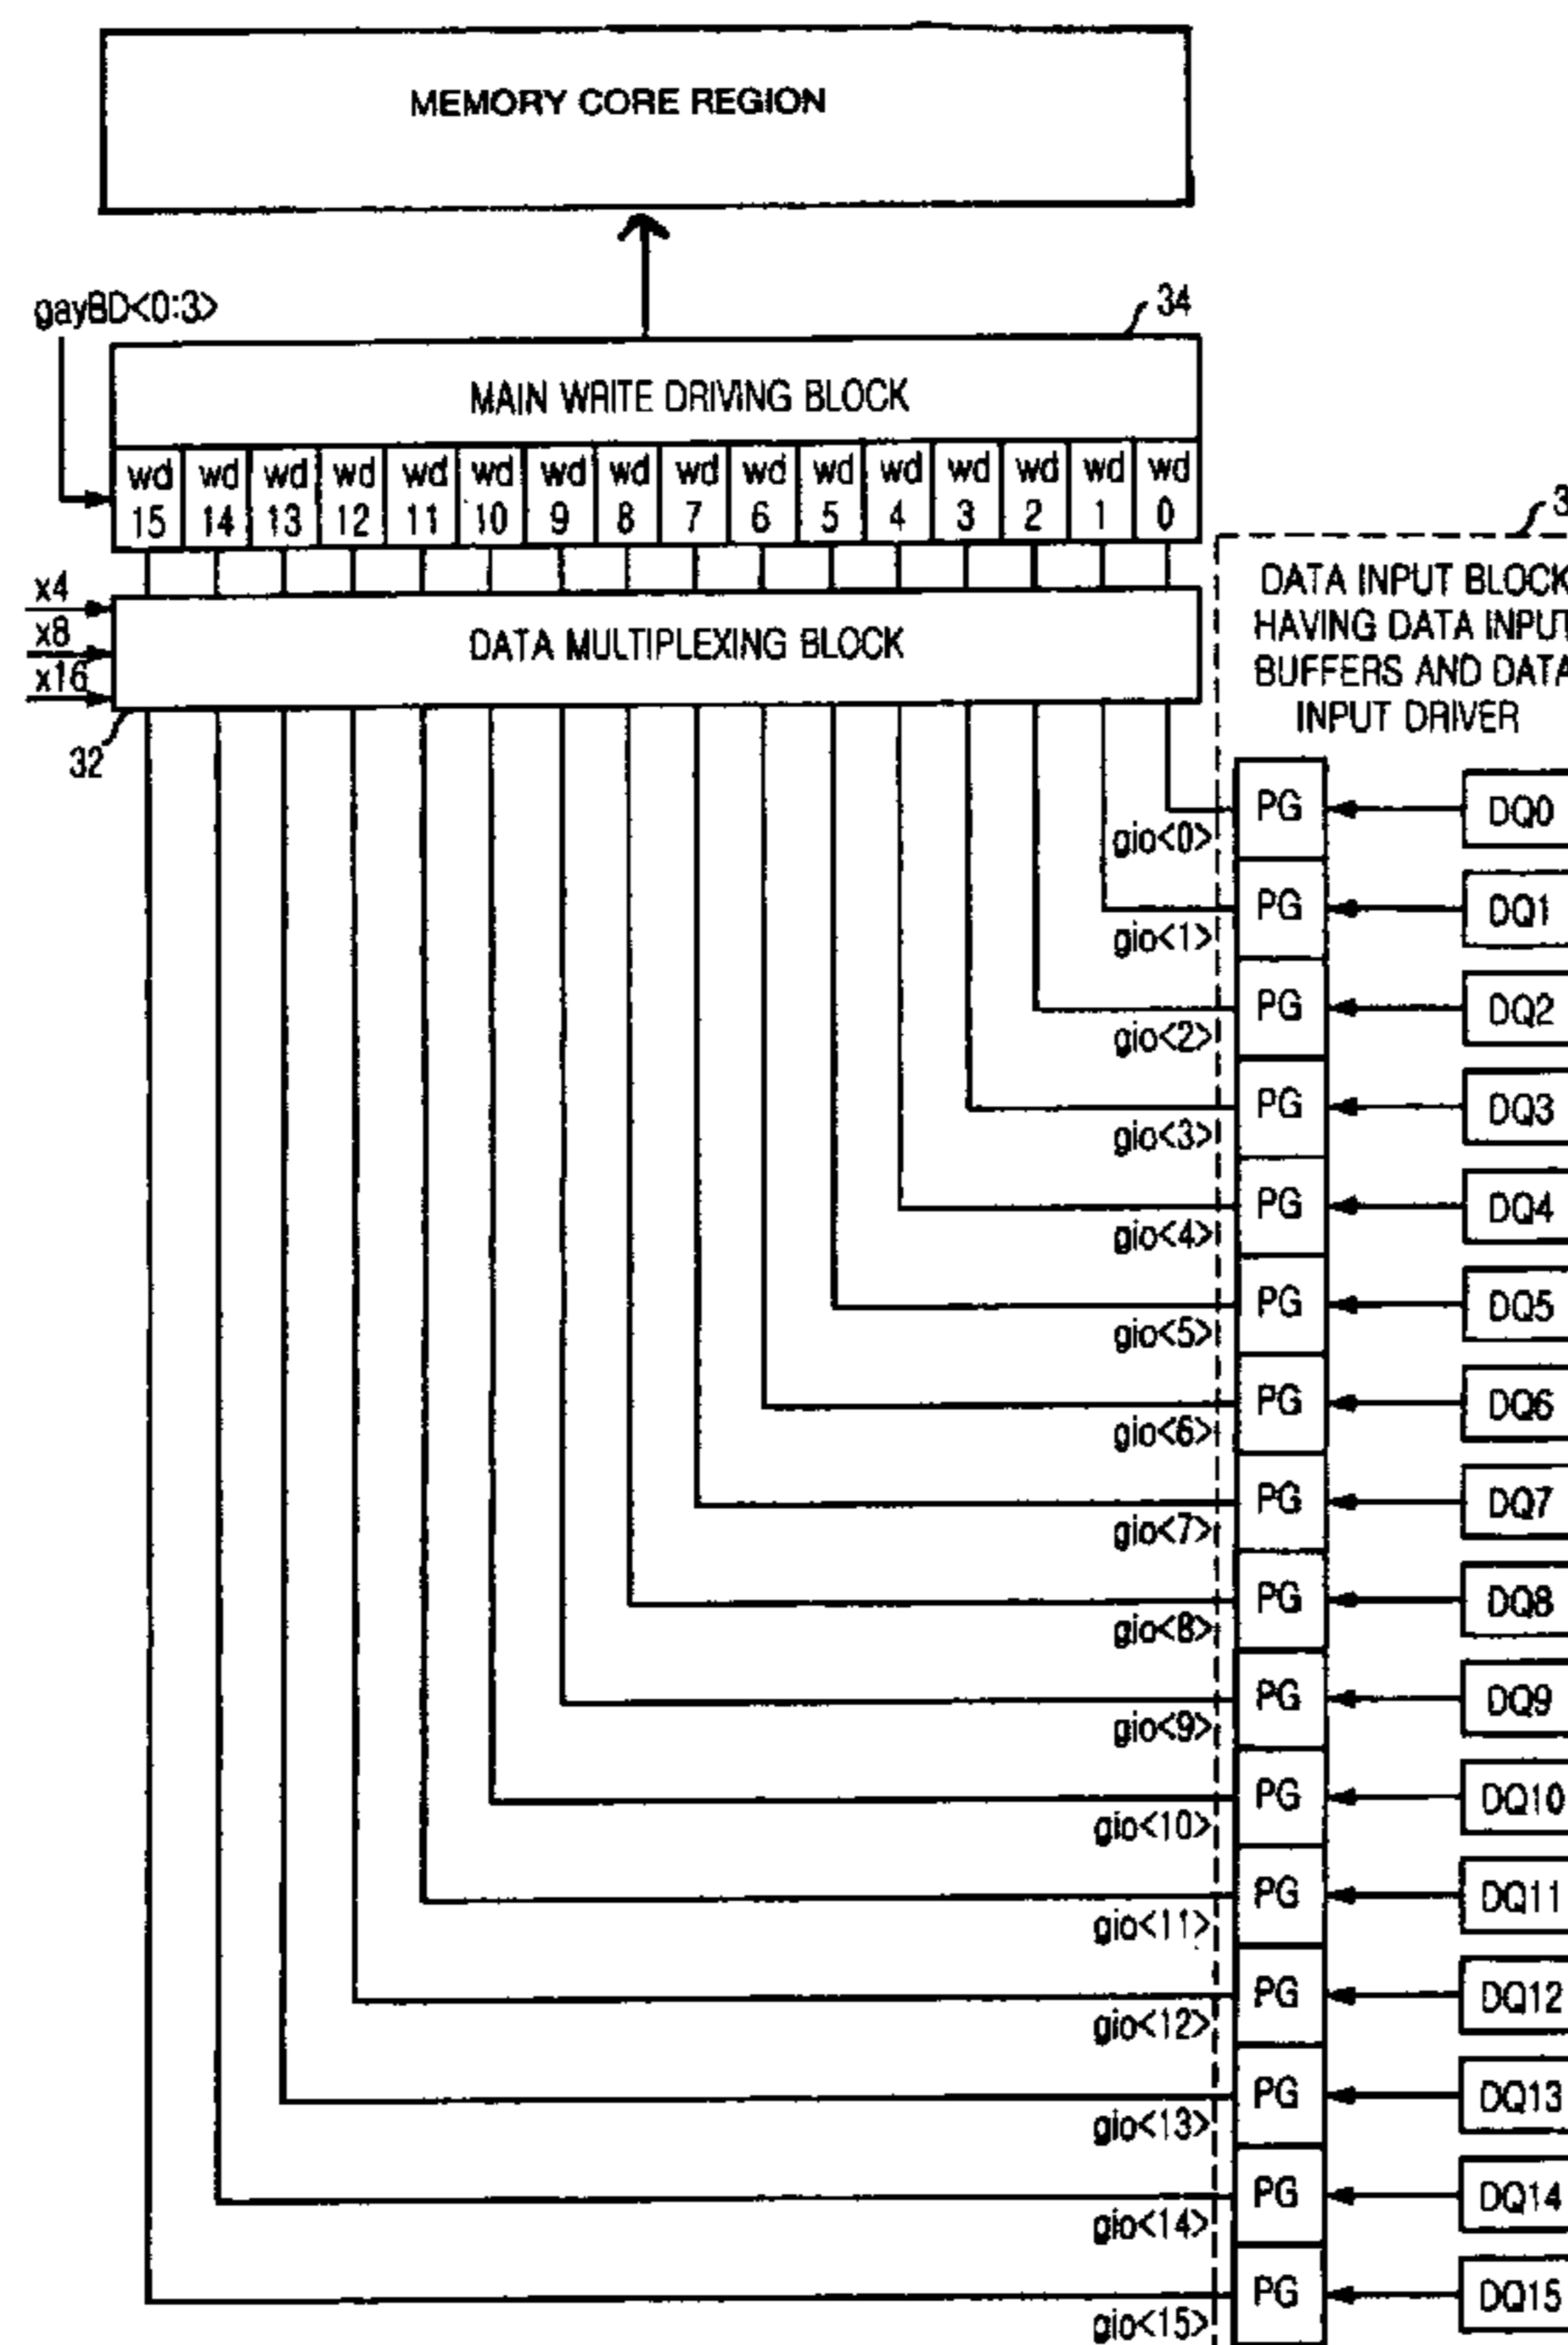 MEMORY CORE REGION
gayBD<0:3>
34
MAIN WRITE DRIVING BLOCK
wd 15 wd 14 wd 13 wd 12 wd 11 wd 10 wd 9 wd 8 wd 7 wd 6 wd 5 wd 4 wd 3 wd 2 wd 1 wd 0
x4
x8
x16
DATA MULTIPLEXING BLOCK
32
DATA INPUT BLOCK
HAVING DATA INPUT
BUFFERS AND DATA
INPUT DRIVER
gio<0> PG DQ0
gio<1> PG DQ1
gio<2> PG DQ2
gio<3> PG DQ3
gio<4> PG DQ4
gio<5> PG DQ5
gio<6> PG DQ6
gio<7> PG DQ7
gio<8> PG DQ8
gio<9> PG DQ9
gio<10> PG DQ10
gio<11> PG DQ11
gio<12> PG DQ12
gio<13> PG DQ13
gio<14> PG DQ14
gio<15> PG DQ15